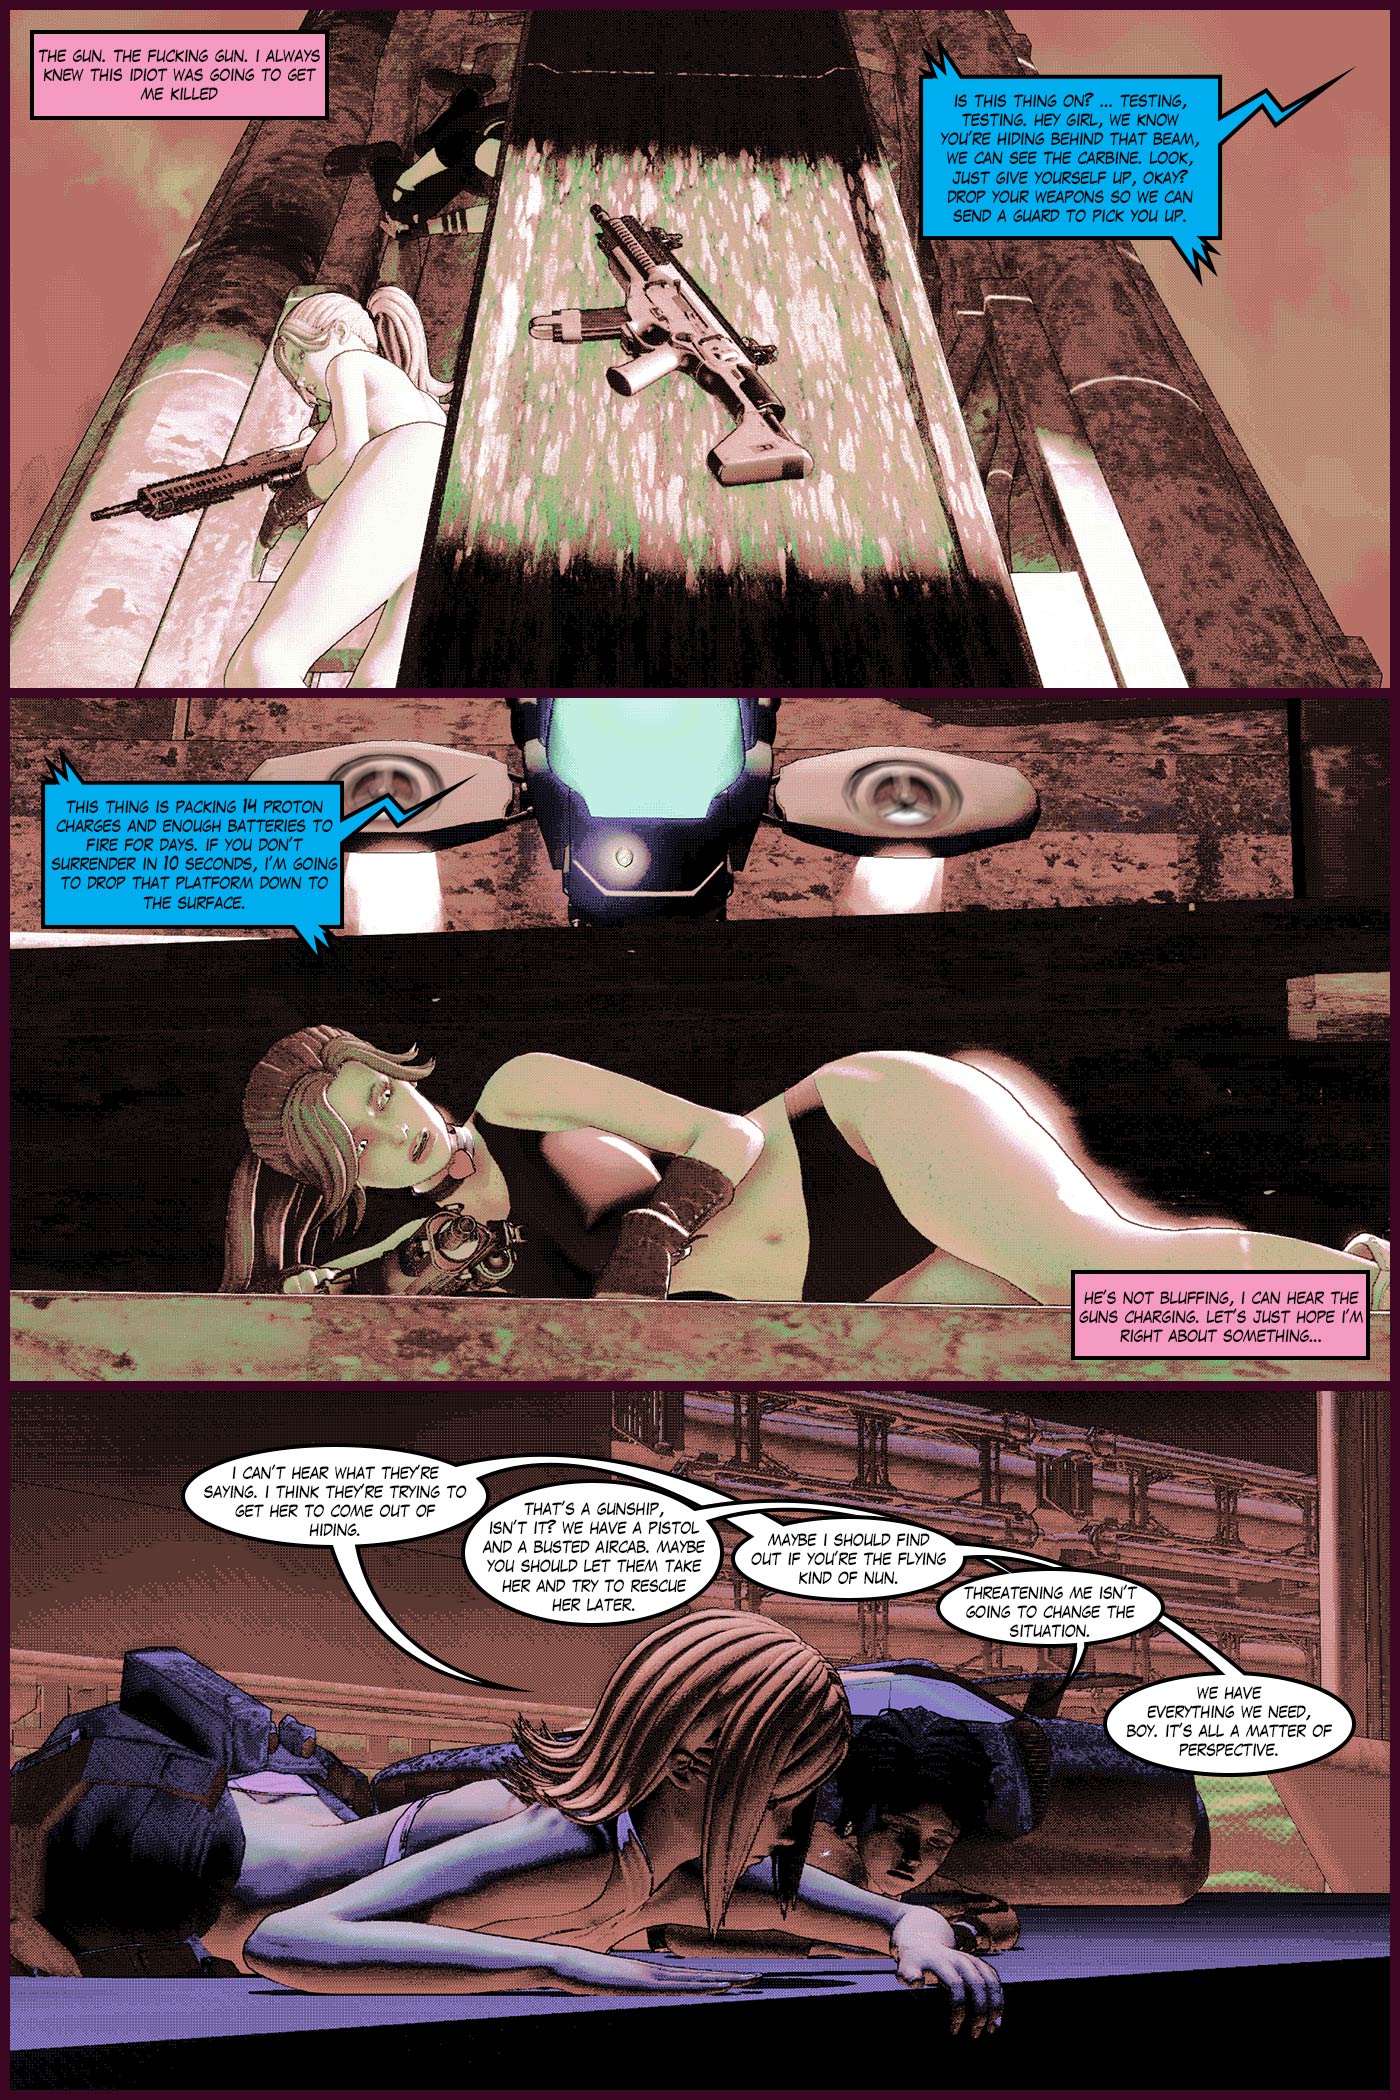 THE GUN. THE FUCKING GUN. I ALWAYS
KNEW THIS IDIOT WAS GOING TO GET
ME KILLED
IS THIS THING ON? ... TESTING,
TESTING. HEY GIRL, WE KNOW
YOU'RE HIDING BEHIND THAT BEAM,
WE CAN SEE THE CARBINE. LOOK,
JUST GIVE YOURSELF UP, OKAY?
DROP YOUR WEAPONS SO WE CAN
SEND A GUARD TO PICK YOU UP.
THIS THING IS PACKING 14 PROTON
CHARGES AND ENOUGH BATTERIES TO
FIRE FOR DAYS. IF YOU DON'T
SURRENDER IN 10 SECONDS, I'M GOING
TO DROP THAT PLATFORM DOWN TO
THE SURFACE.
HE'S NOT BLUFFING, I CAN HEAR THE
GUNS CHARGING. LET'S JUST HOPE I'M
RIGHT ABOUT SOMETHING...
I CAN'T HEAR WHAT THEY'RE
SAYING. I THINK THEY'RE TRYING TO
GET HER TO COME OUT OF
HIDING.
THAT'S A GUNSHIP,
ISN'T IT? WE HAVE A PISTOL
AND A BUSTED AIRCAB. MAYBE
YOU SHOULD LET THEM TAKE
HER AND TRY TO RESCUE
HER LATER.
MAYBE I SHOULD FIND
OUT IF YOU'RE THE FLYING
KIND OF NUN.
THREATENING ME ISN'T
GOING TO CHANGE THE
SITUATION.
WE HAVE
EVERYTHING WE NEED,
BOY. IT'S ALL A MATTER OF
PERSPECTIVE.